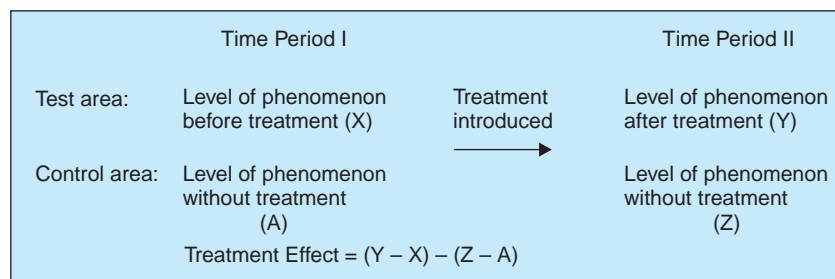 Time Period I Time Period II
Test area: Level of phenomenon Treatment Level of phenomenon
before treatment (X) introduced after treatment (Y)
Control area: Level of phenomenon Level of phenomenon
without treatment without treatment
(A) (Z)
Treatment Effect = (Y – X) – (Z – A)